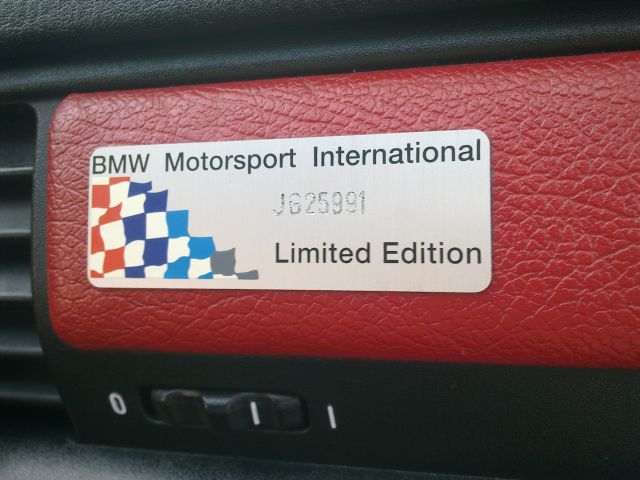 BMW Motorsport International
JG25991
Limited Edition
0 I I